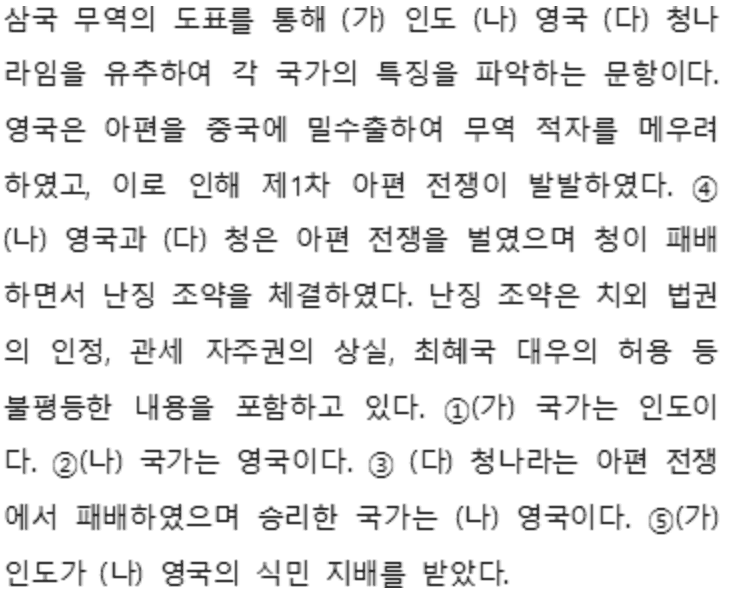 삼국 무역의 도표를 통해 (가) 인도 (나) 영국 (다) 청나
라임을 유추하여 각 국가의 특징을 파악하는 문항이다.
영국은 아편을 중국에 밀수출하여 무역 적자를 메우려
하였고, 이로 인해 제1차 아편 전쟁이 발발하였다. ④
(나) 영국과 (다) 청은 아편 전쟁을 벌였으며 청이 패배
하면서 난징 조약을 체결하였다. 난징 조약은 치외 법권
의 인정, 관세 자주권의 상실, 최혜국 대우의 허용 등
불평등한 내용을 포함하고 있다. ①(가) 국가는 인도이
다. ②(나) 국가는 영국이다. ③ (다) 청나라는 아편 전쟁
에서 패배하였으며 승리한 국가는 (나) 영국이다. ⑤(가)
인도가 (나) 영국의 식민 지배를 받았다.